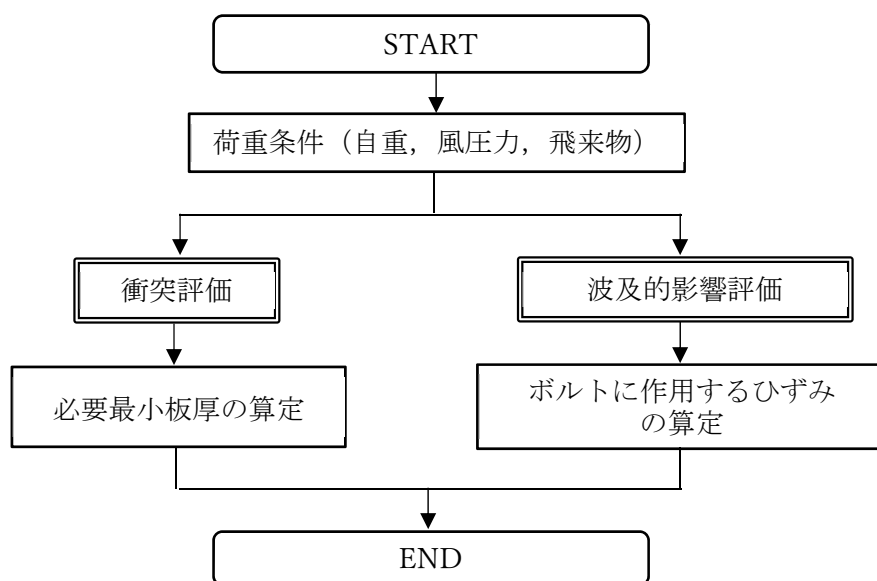 START
荷重条件（自重，風圧力，飛来物）
衝突評価
波及的影響評価
必要最小板厚の算定
ボルトに作用するひずみ
の算定
END